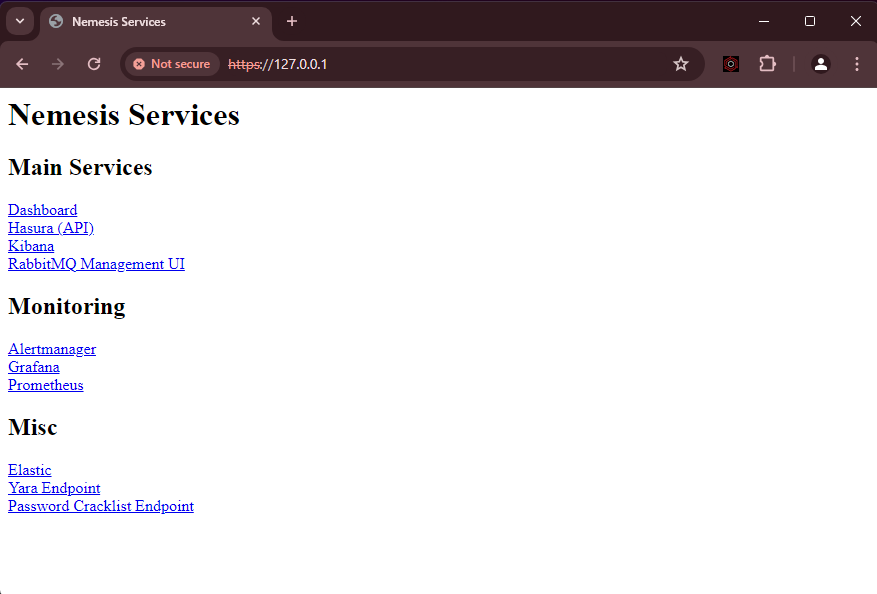 Nemesis Services
Not secure https://127.0.0.1
Nemesis Services
Main Services
Dashboard
Hasura (API)
Kibana
RabbitMQ Management UI
Monitoring
Alertmanager
Grafana
Prometheus
Misc
Elastic
Yara Endpoint
Password Cracklist Endpoint